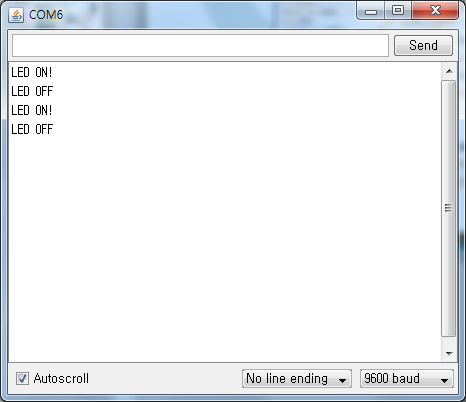 COM6
Send
LED ON!
LED OFF
LED ON!
LED OFF
Autoscroll
No line ending
9600 baud